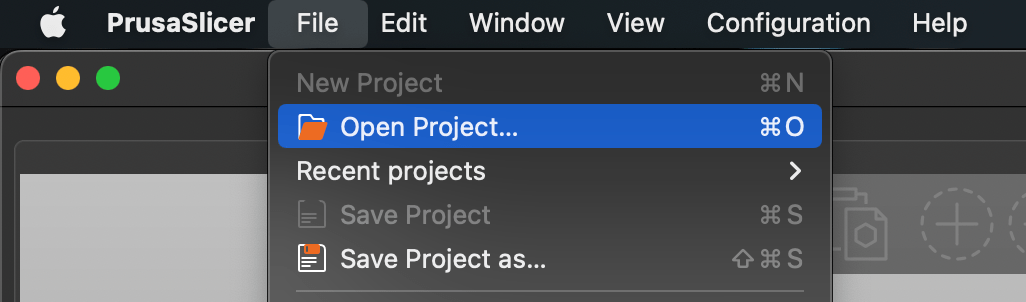 PrusaSlicer File Edit Window View Configuration Help
New Project ⌘N
Open Project... ⌘O
Recent projects
Save Project ⌘S
Save Project as... ⇧⌘S